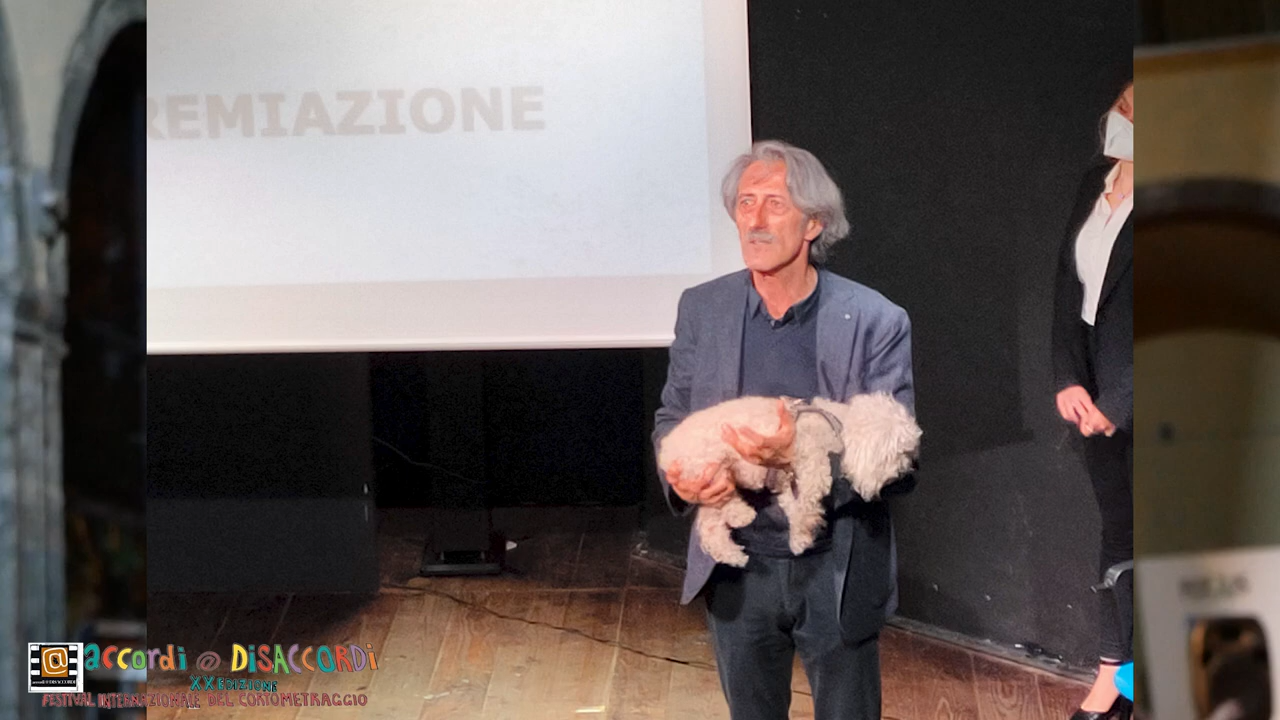 REMIAZIONE
accordi @ DISACCORDI
XX EDIZIONE
FESTIVAL INTERNAZIONALE DEL CORTOMETRAGGIO